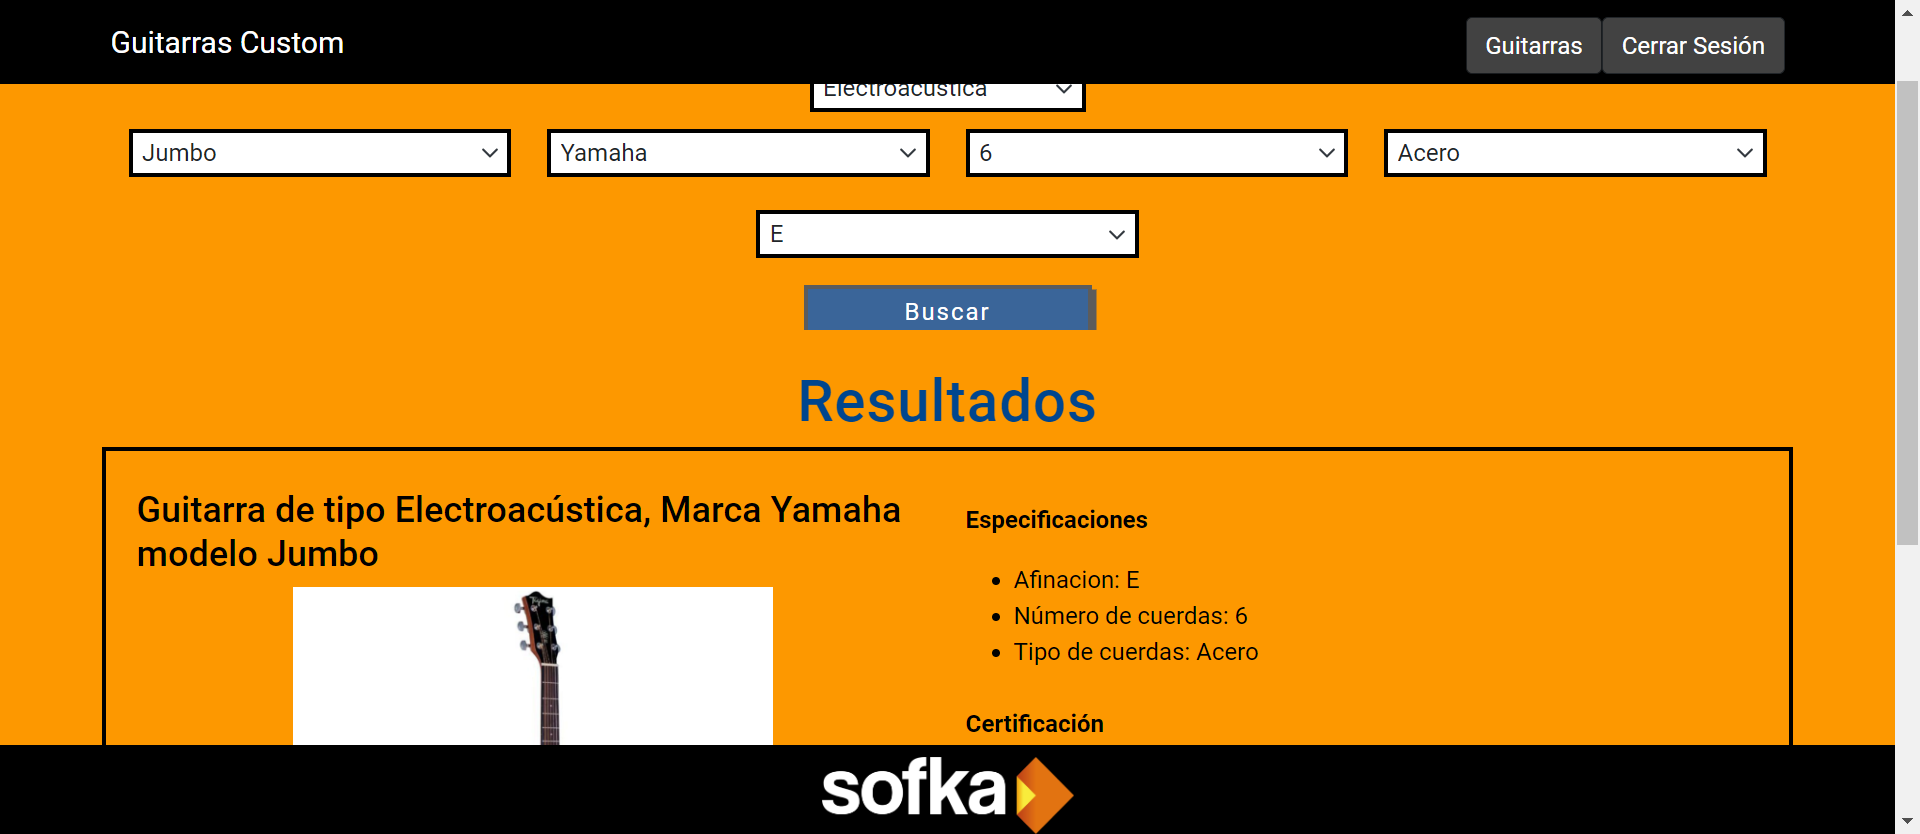 Guitarras Custom
Guitarras
Cerrar Sesión
Electroacústica
Jumbo
Yamaha
6
Acero
E
Buscar
Resultados
Guitarra de tipo Electroacústica, Marca Yamaha
modelo Jumbo
Especificaciones
Afinacion: E
Número de cuerdas: 6
Tipo de cuerdas: Acero
Certificación
sofka